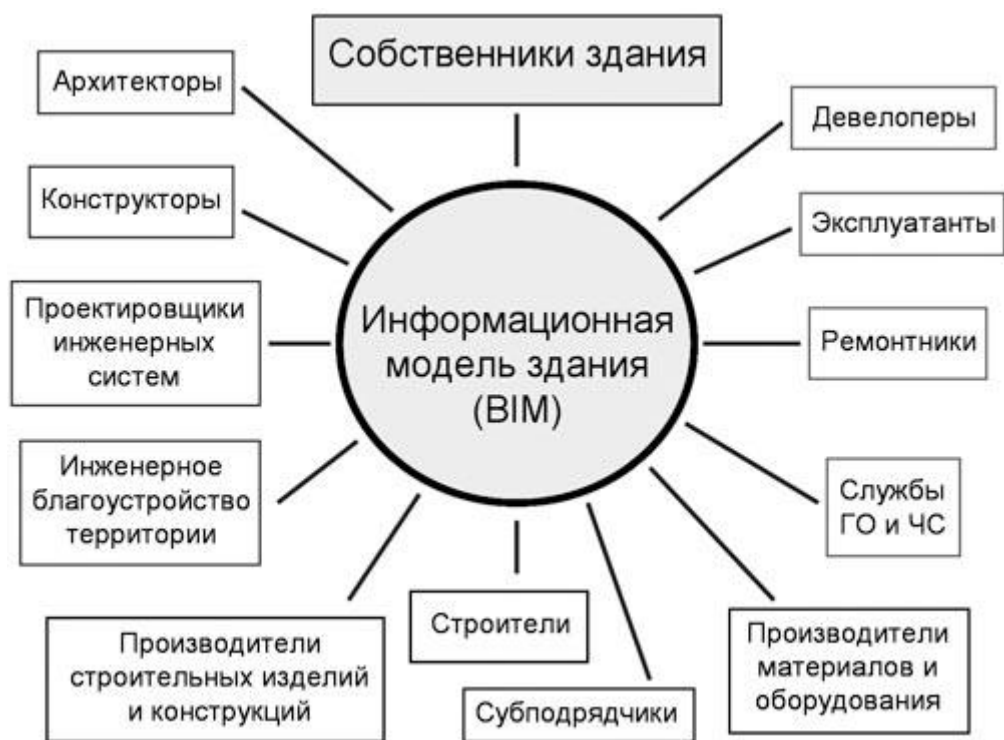 Собственники здания
Архитекторы
Девелоперы
Конструкторы
Эксплуатанты
Проектировщики
инженерных
систем
Информационная
модель здания
(BIM)
Ремонтники
Инженерное
благоустройство
территории
Службы
ГО и ЧС
Производители
строительных изделий
и конструкций
Строители
Субподрядчики
Производители
материалов и
оборудования